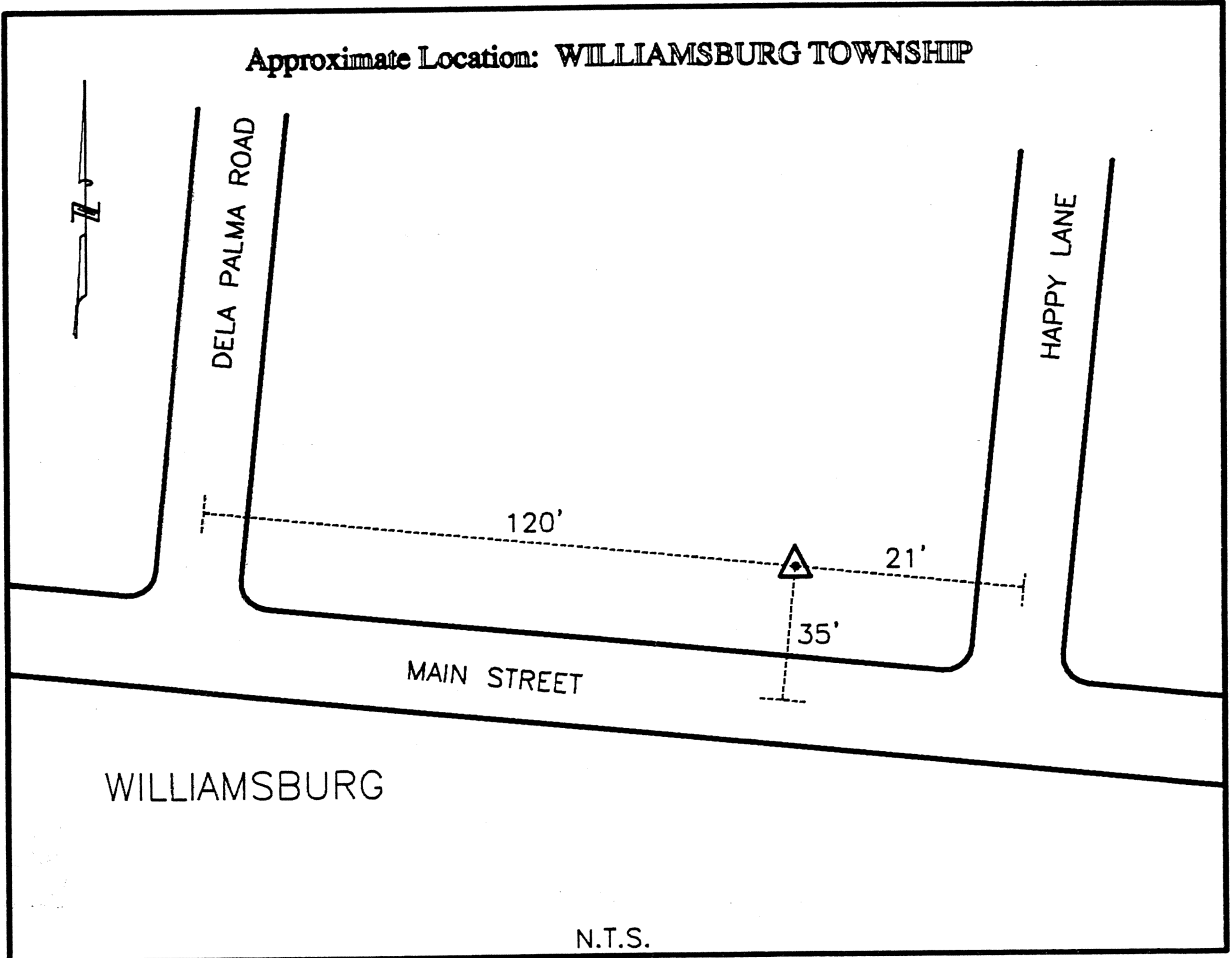 Approximate Location: WILLIAMSBURG TOWNSHIP
N
DELA PALMA ROAD
HAPPY LANE
120'
21'
35'
MAIN STREET
WILLIAMSBURG
N.T.S.